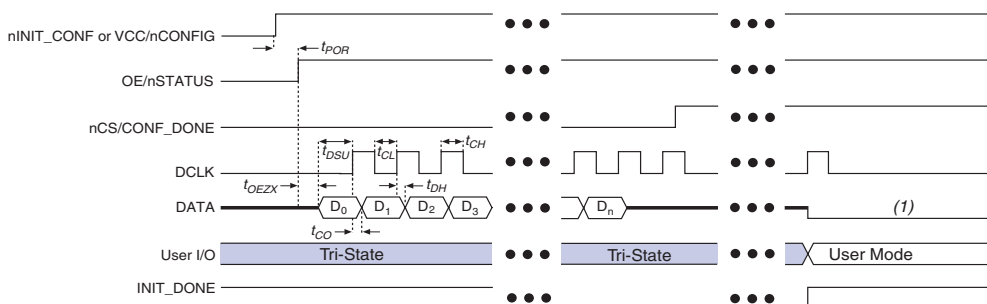 nINIT_CONF or VCC/nCONFIG
tPOR
OE/nSTATUS
nCS/CONF_DONE
tDSU tCL tCH
DCLK
tOEZX tDH
DATA D0 D1 D2 D3 Dn (1)
tCO
User I/O Tri-State Tri-State User Mode
INIT_DONE